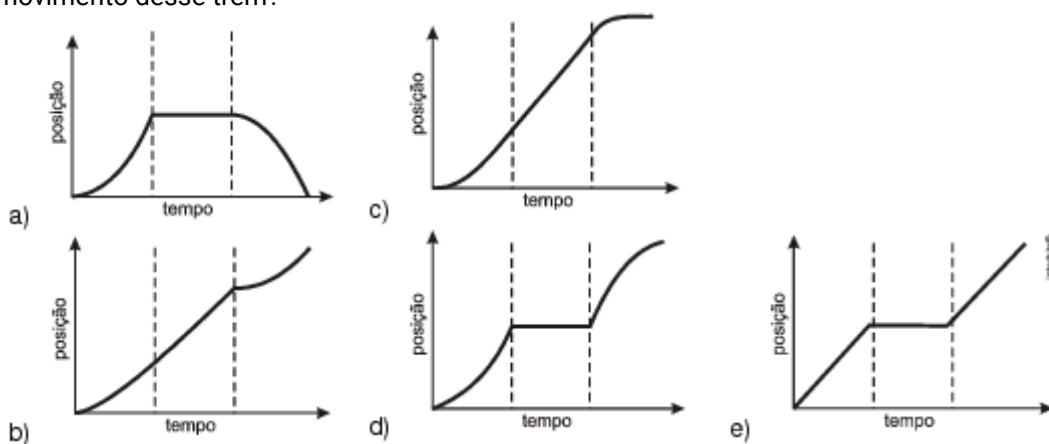 movimento desse trem?
posição
tempo
a)
posição
tempo
c)
posição
tempo
b)
posição
tempo
d)
posição
tempo
e)